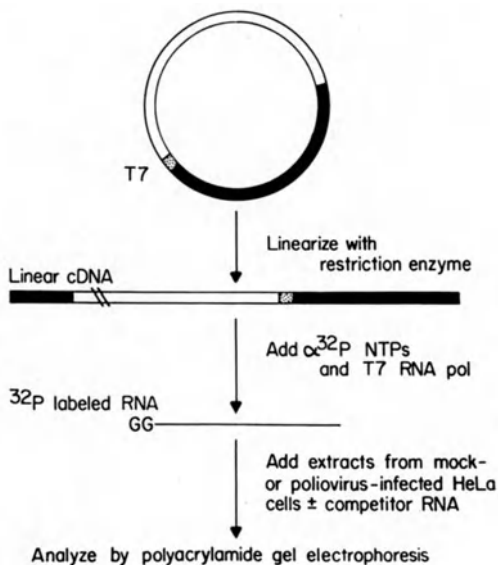 T7
Linearize with
restriction enzyme
Linear cDNA
Add ∝32P NTPs
and T7 RNA pol
32P labeled RNA
GG
Add extracts from mock-
or poliovirus-infected HeLa
cells ± competitor RNA
Analyze by polyacrylamide gel electrophoresis